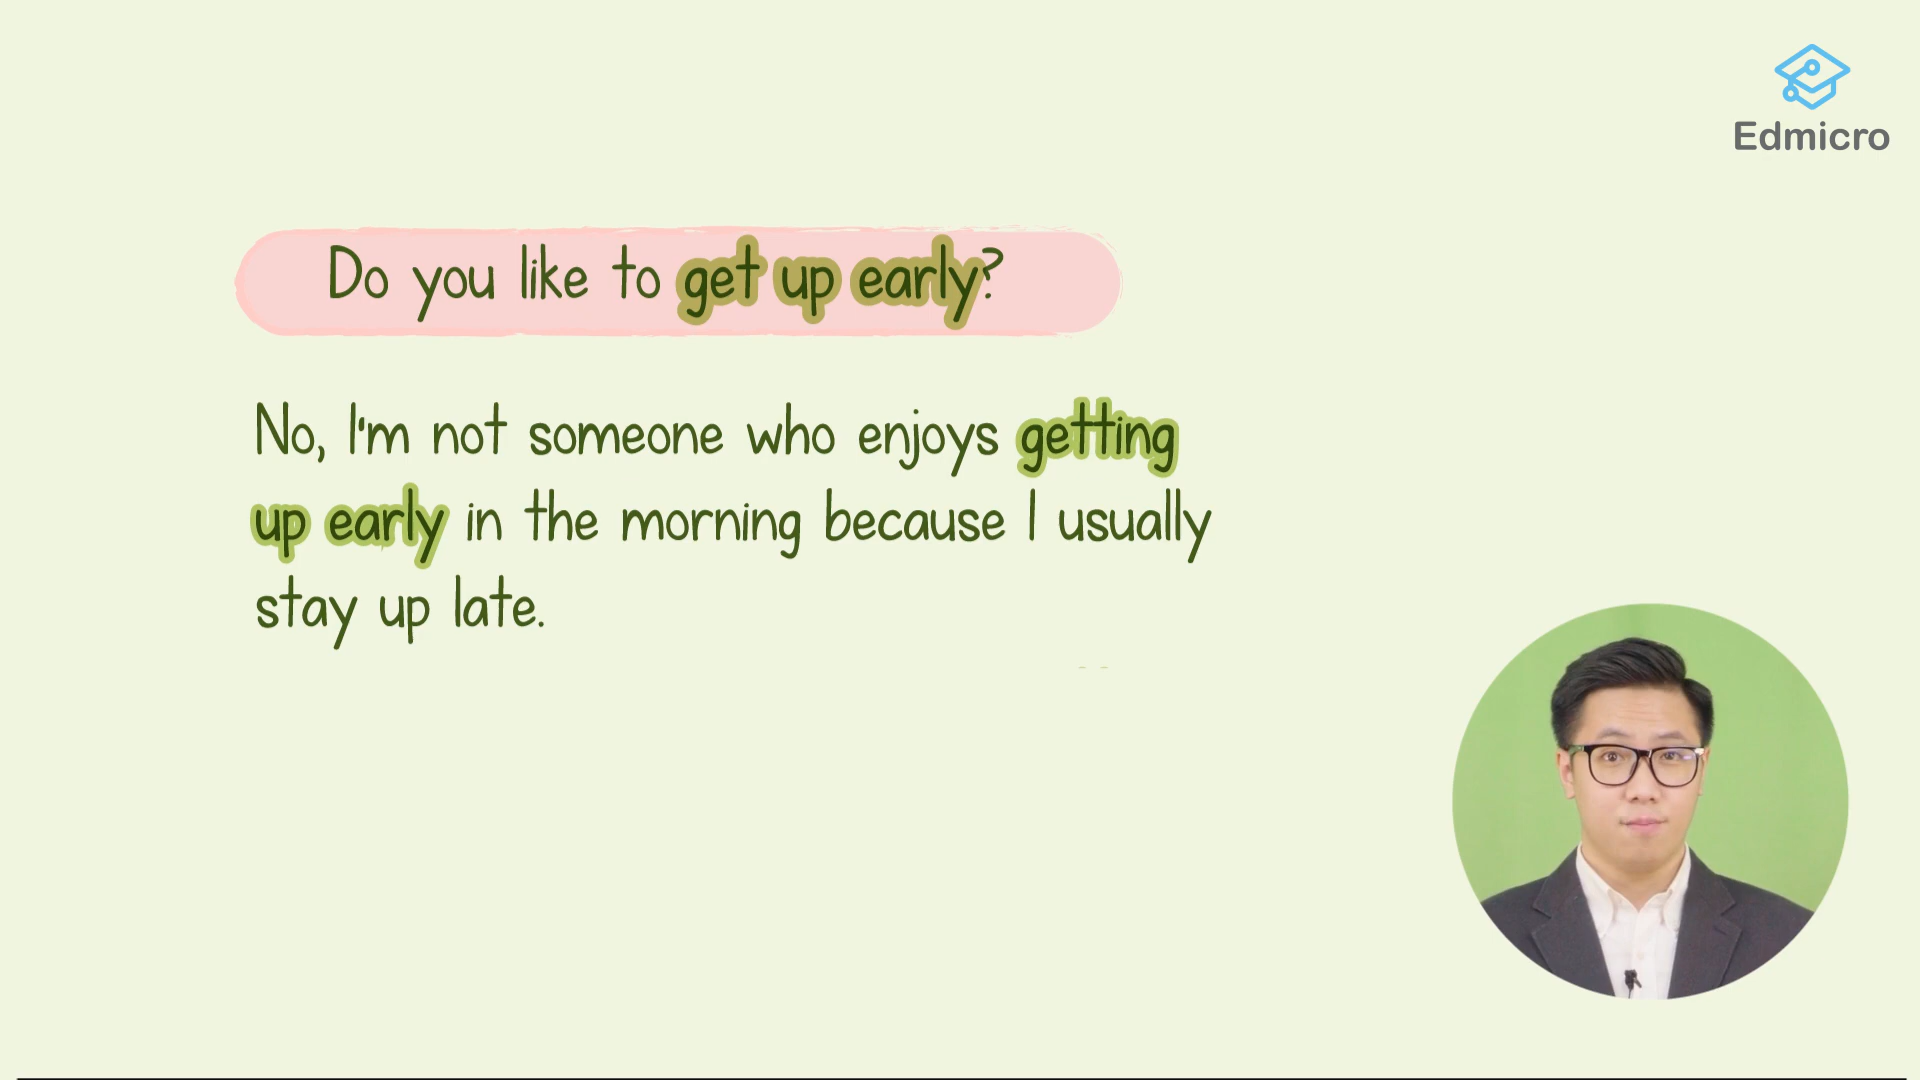 Edmicro
Do you like to get up early?
No, I'm not someone who enjoys getting
up early in the morning because I usually
stay up late.